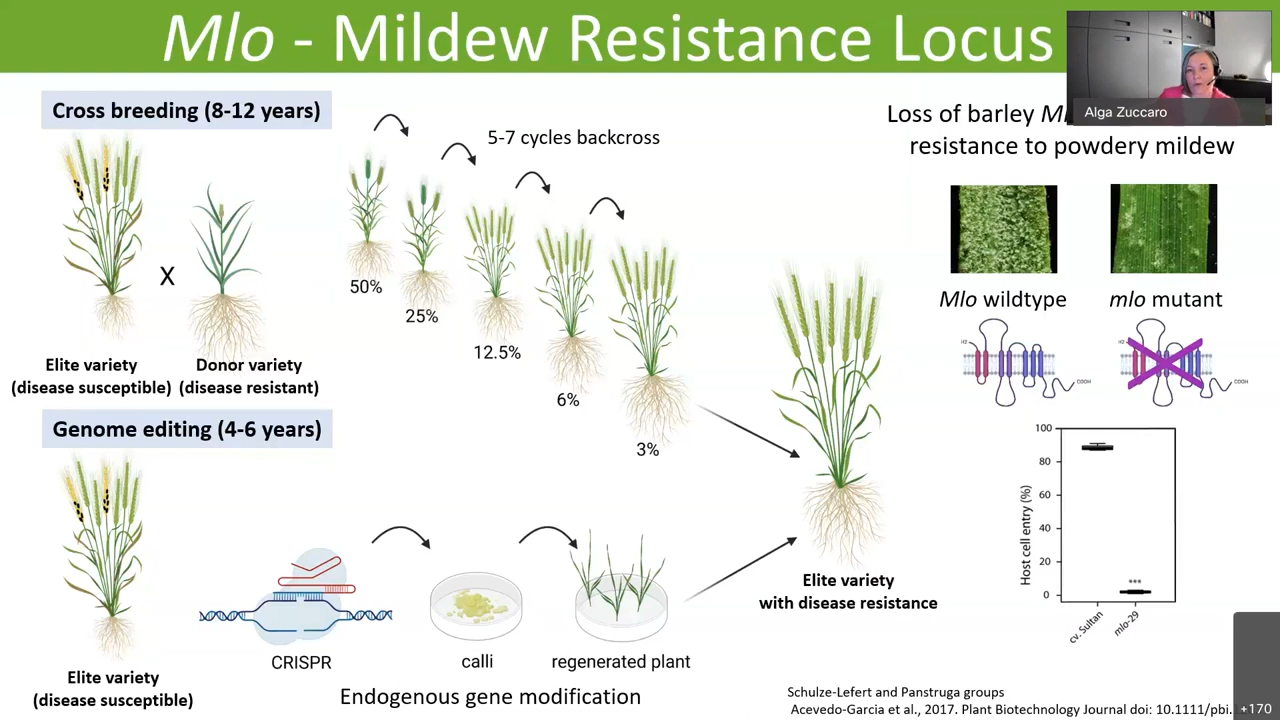 Mlo - Mildew Resistance Locus
Alga Zuccaro
Cross breeding (8-12 years)
5-7 cycles backcross
X
50%
25%
12.5%
6%
3%
Elite variety
(disease susceptible)
Donor variety
(disease resistant)
Genome editing (4-6 years)
CRISPR
calli
regenerated plant
Elite variety
(disease susceptible)
Endogenous gene modification
Elite variety
with disease resistance
Loss of barley
resistance to powdery mildew
Mlo wildtype
mlo mutant
H2
COOH
H2
COOH
Host cell entry (%)
100
80
60
40
20
0
***
cv. Sultan
mlo-29
Schulze-Lefert and Panstruga groups
Acevedo-Garcia et al., 2017. Plant Biotechnology Journal doi: 10.1111/pbi.
+170